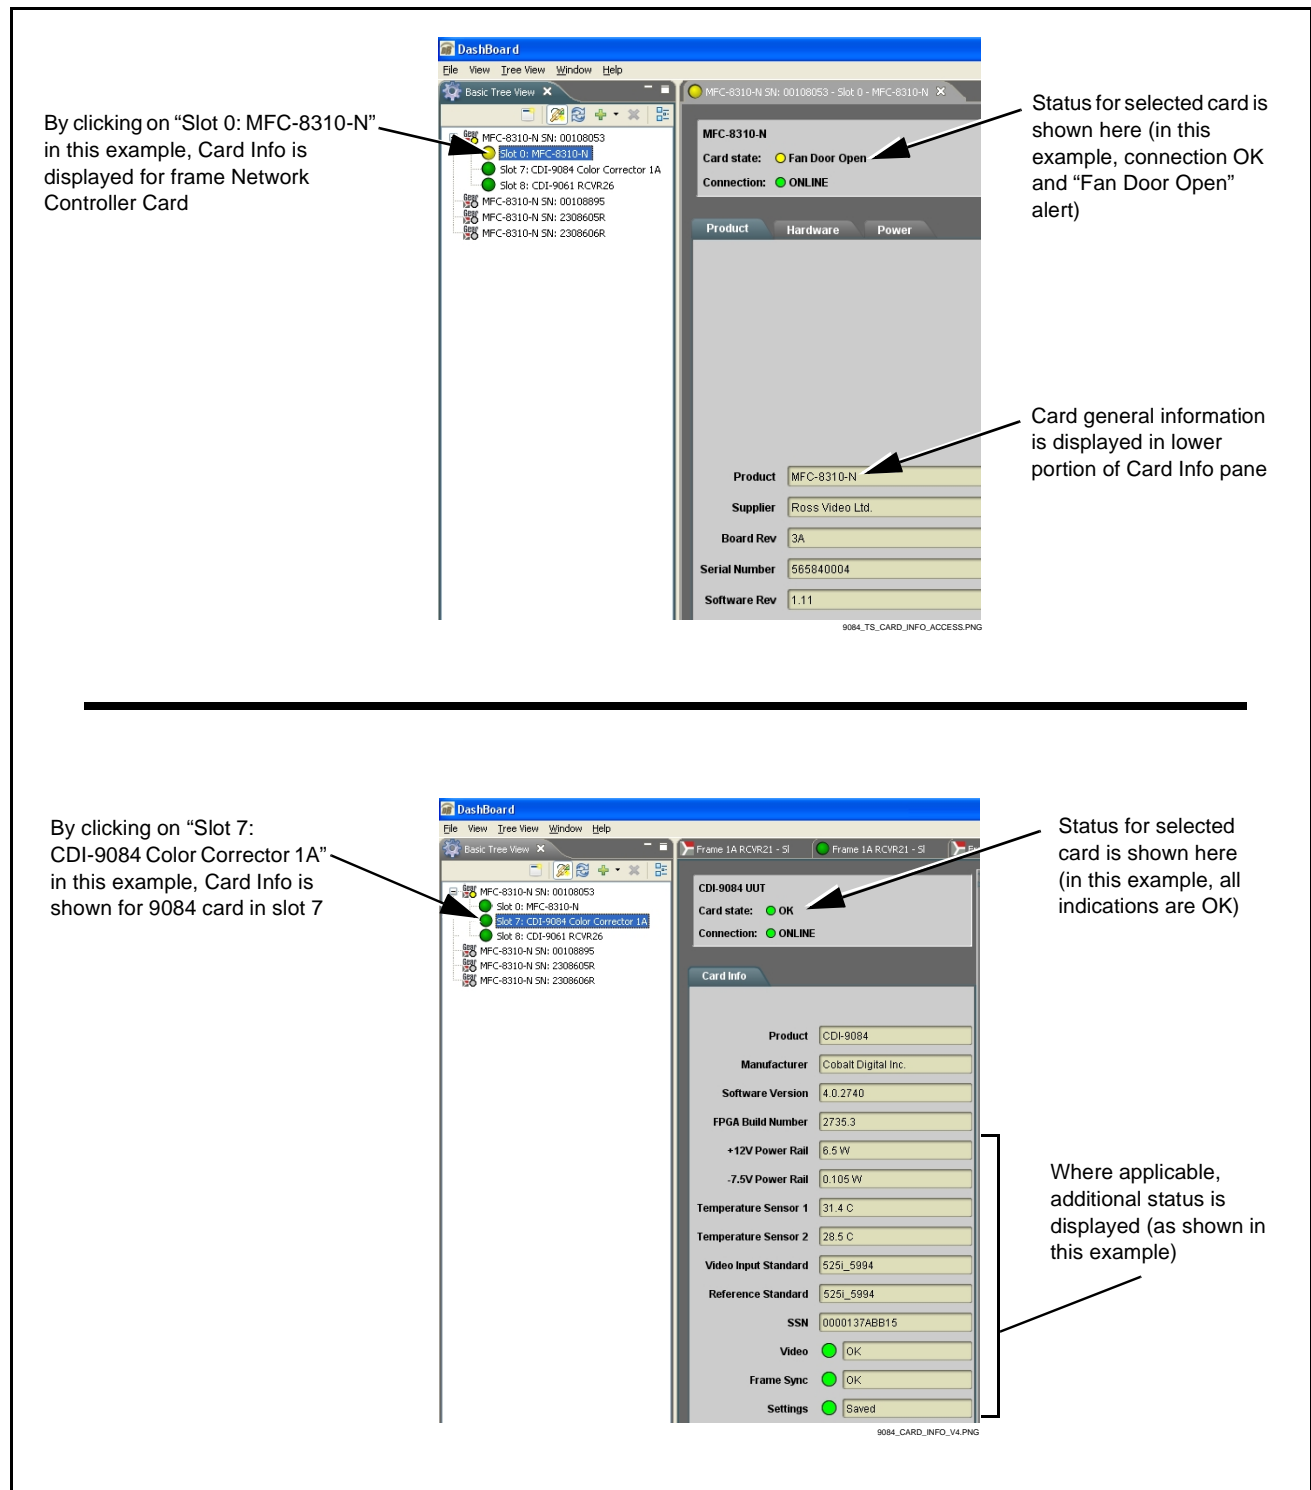 DashBoard
File View Tree View Window Help
Basic Tree View
MFC-8310-N SN: 00108053 - Slot 0 - MFC-8310-N
By clicking on “Slot 0: MFC-8310-N”
in this example, Card Info is
displayed for frame Network
Controller Card
Gear MFC-8310-N SN: 00108053
Slot 0: MFC-8310-N
Slot 7: CDI-9084 Color Corrector 1A
Slot 8: CDI-9061 RCVR26
Gear MFC-8310-N SN: 00108895
Gear MFC-8310-N SN: 2308605R
Gear MFC-8310-N SN: 2308606R
MFC-8310-N
Card state: Fan Door Open
Connection: ONLINE
Status for selected card is
shown here (in this
example, connection OK
and “Fan Door Open”
alert)
Product Hardware Power
Card general information
is displayed in lower
portion of Card Info pane
Product MFC-8310-N
Supplier Ross Video Ltd.
Board Rev 3A
Serial Number 565840004
Software Rev 1.11
9084_TS_CARD_INFO_ACCESS.PNG
DashBoard
File View Tree View Window Help
Basic Tree View
Frame 1A RCVR21 - Sl Frame 1A RCVR21 - Sl
By clicking on “Slot 7:
CDI-9084 Color Corrector 1A”
in this example, Card Info is
shown for 9084 card in slot 7
Gear MFC-8310-N SN: 00108053
Slot 0: MFC-8310-N
Slot 7: CDI-9084 Color Corrector 1A
Slot 8: CDI-9061 RCVR26
Gear MFC-8310-N SN: 00108895
Gear MFC-8310-N SN: 2308605R
Gear MFC-8310-N SN: 2308606R
CDI-9084 UUT
Card state: OK
Connection: ONLINE
Status for selected
card is shown here
(in this example, all
indications are OK)
Card Info
Product CDI-9084
Manufacturer Cobalt Digital Inc.
Software Version 4.0.2740
FPGA Build Number 2735.3
+12V Power Rail 6.5 W
-7.5V Power Rail 0.105 W
Temperature Sensor 1 31.4 C
Temperature Sensor 2 28.5 C
Video Input Standard 525i_5994
Reference Standard 525i_5994
SSN 0000137ABB15
Video OK
Frame Sync OK
Settings Saved
Where applicable,
additional status is
displayed (as shown in
this example)
9084_CARD_INFO_V4.PNG